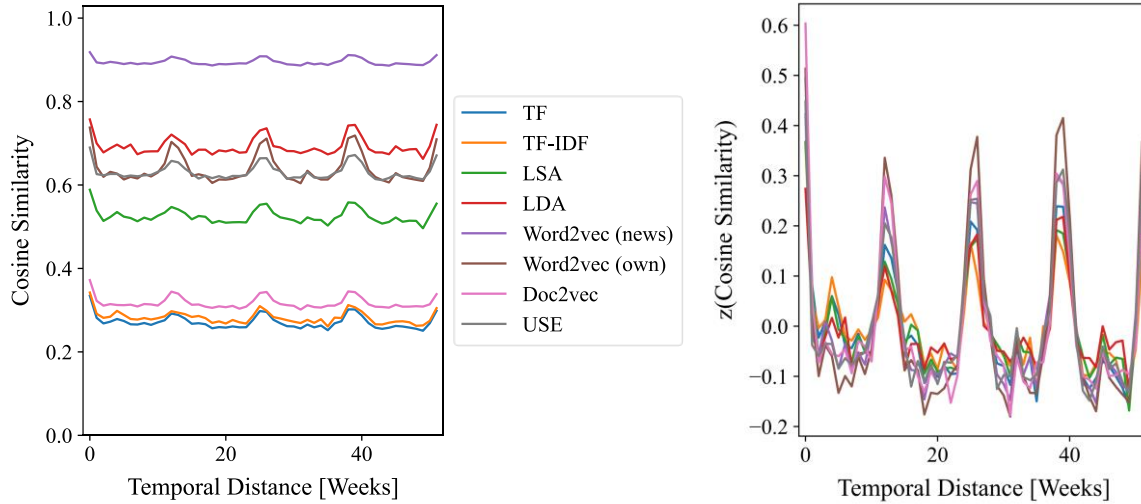 1.0
0.8
0.6
0.4
0.2
0.0
Cosine Similarity
0
20
40
Temporal Distance [Weeks]
TF
TF-IDF
LSA
LDA
Word2vec (news)
Word2vec (own)
Doc2vec
USE
0.6
0.5
0.4
0.3
0.2
0.1
0.0
−0.1
−0.2
z(Cosine Similarity)
0
20
40
Temporal Distance [Weeks]